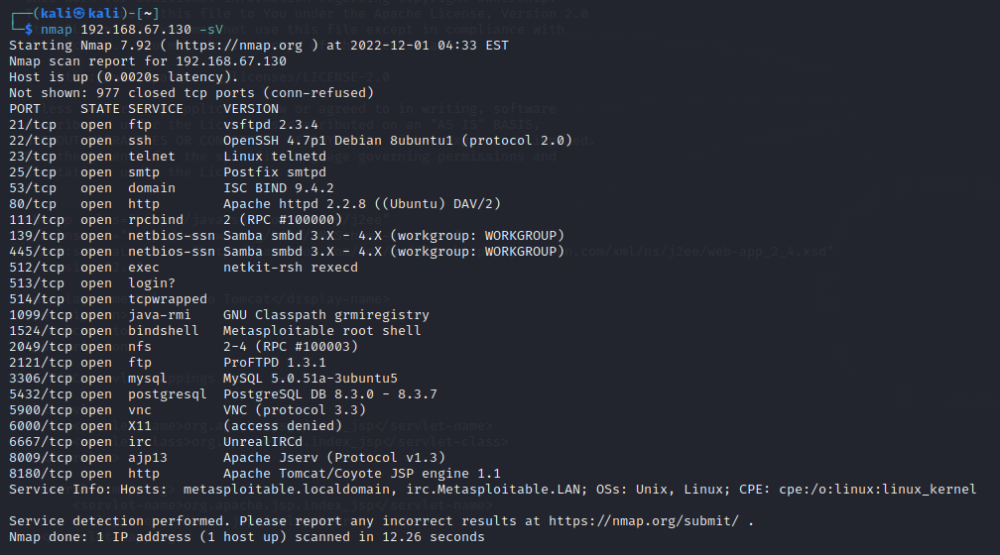 ┌──(kali㉿kali)-[~]
└─$ nmap 192.168.67.130 -sV
Starting Nmap 7.92 ( https://nmap.org ) at 2022-12-01 04:33 EST
Nmap scan report for 192.168.67.130
Host is up (0.0020s latency).
Not shown: 977 closed tcp ports (conn-refused)
PORT     STATE SERVICE     VERSION
21/tcp   open  ftp         vsftpd 2.3.4
22/tcp   open  ssh         OpenSSH 4.7p1 Debian 8ubuntu1 (protocol 2.0)
23/tcp   open  telnet      Linux telnetd
25/tcp   open  smtp        Postfix smtpd
53/tcp   open  domain      ISC BIND 9.4.2
80/tcp   open  http        Apache httpd 2.2.8 ((Ubuntu) DAV/2)
111/tcp  open  rpcbind     2 (RPC #100000)
139/tcp  open  netbios-ssn Samba smbd 3.X - 4.X (workgroup: WORKGROUP)
445/tcp  open  netbios-ssn Samba smbd 3.X - 4.X (workgroup: WORKGROUP)
512/tcp  open  exec        netkit-rsh rexecd
513/tcp  open  login?
514/tcp  open  tcpwrapped
1099/tcp open  java-rmi    GNU Classpath grmiregistry
1524/tcp open  bindshell   Metasploitable root shell
2049/tcp open  nfs         2-4 (RPC #100003)
2121/tcp open  ftp         ProFTPD 1.3.1
3306/tcp open  mysql       MySQL 5.0.51a-3ubuntu5
5432/tcp open  postgresql  PostgreSQL DB 8.3.0 - 8.3.7
5900/tcp open  vnc         VNC (protocol 3.3)
6000/tcp open  X11         (access denied)
6667/tcp open  irc         UnrealIRCd
8009/tcp open  ajp13       Apache Jserv (Protocol v1.3)
8180/tcp open  http        Apache Tomcat/Coyote JSP engine 1.1
Service Info: Hosts:  metasploitable.localdomain, irc.Metasploitable.LAN; OSs: Unix, Linux; CPE: cpe:/o:linux:linux_kernel

Service detection performed. Please report any incorrect results at https://nmap.org/submit/ .
Nmap done: 1 IP address (1 host up) scanned in 12.26 seconds